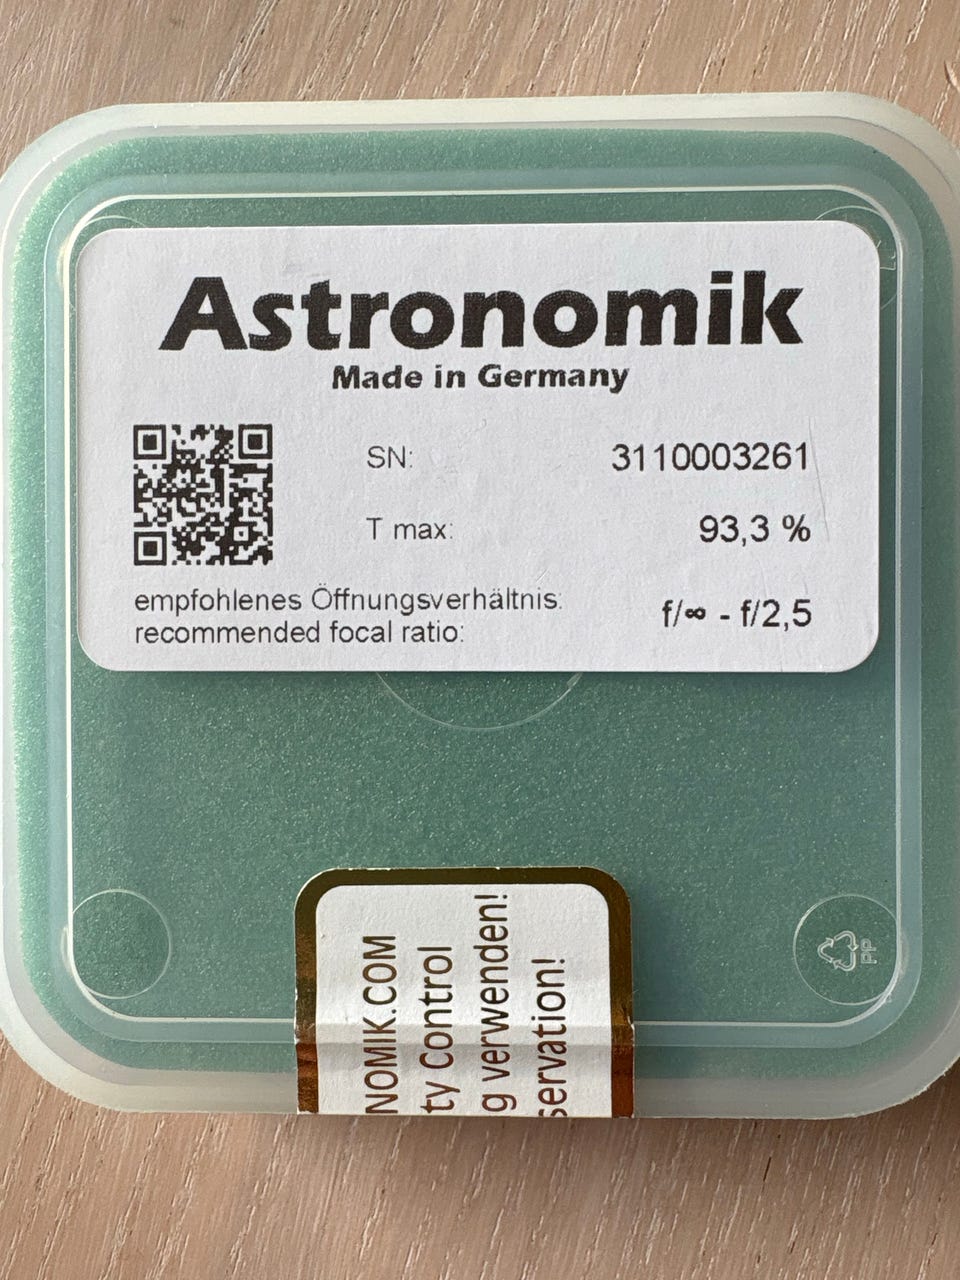 Astronomik
Made in Germany
SN: 3110003261
T max: 93,3 %
empfohlenes Öffnungsverhältnis:
recommended focal ratio: f/∞ - f/2,5
NOMIK.COM
ty Control
g verwenden!
servation!
PP